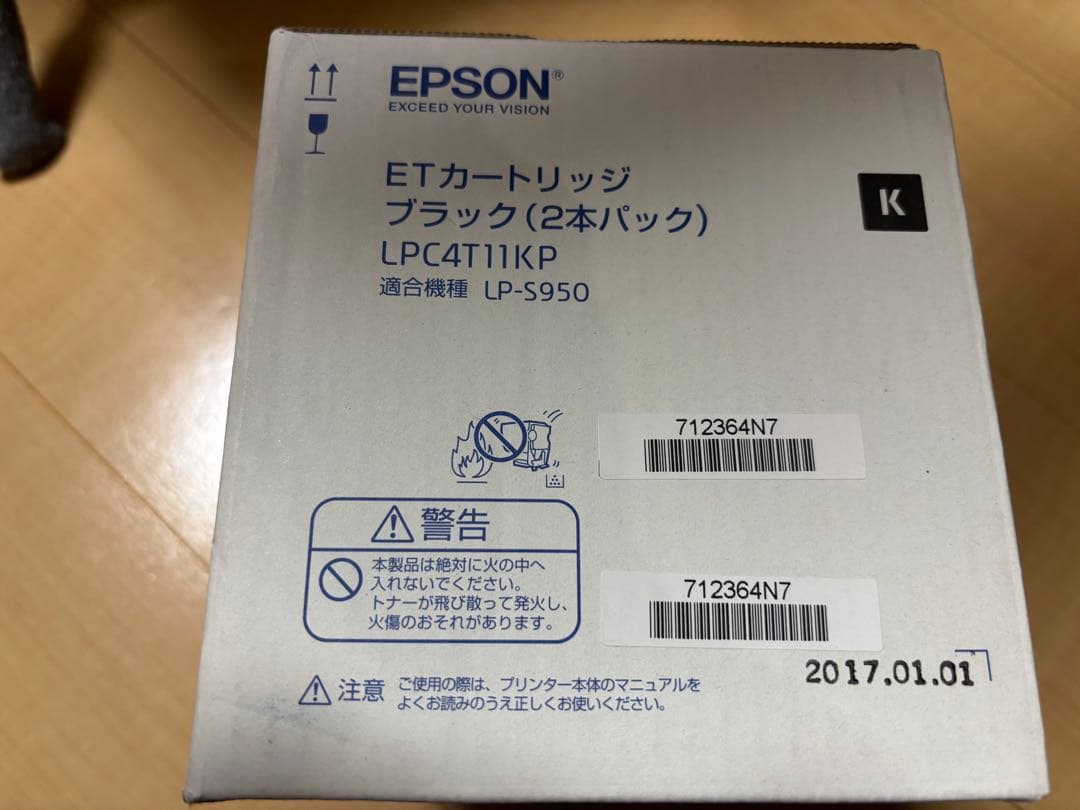 EPSON®
EXCEED YOUR VISION
ETカートリッジ
ブラック(2本パック)
LPC4T11KP
適合機種 LP-S950
K
712364N7
警告
本製品は絶対に火の中へ
入れないでください。
トナーが飛び散って発火し、
火傷のおそれがあります。
712364N7
2017.01.01
注意 ご使用の際は、プリンター本体のマニュアルを
よくお読みのうえ正しくお使いください。